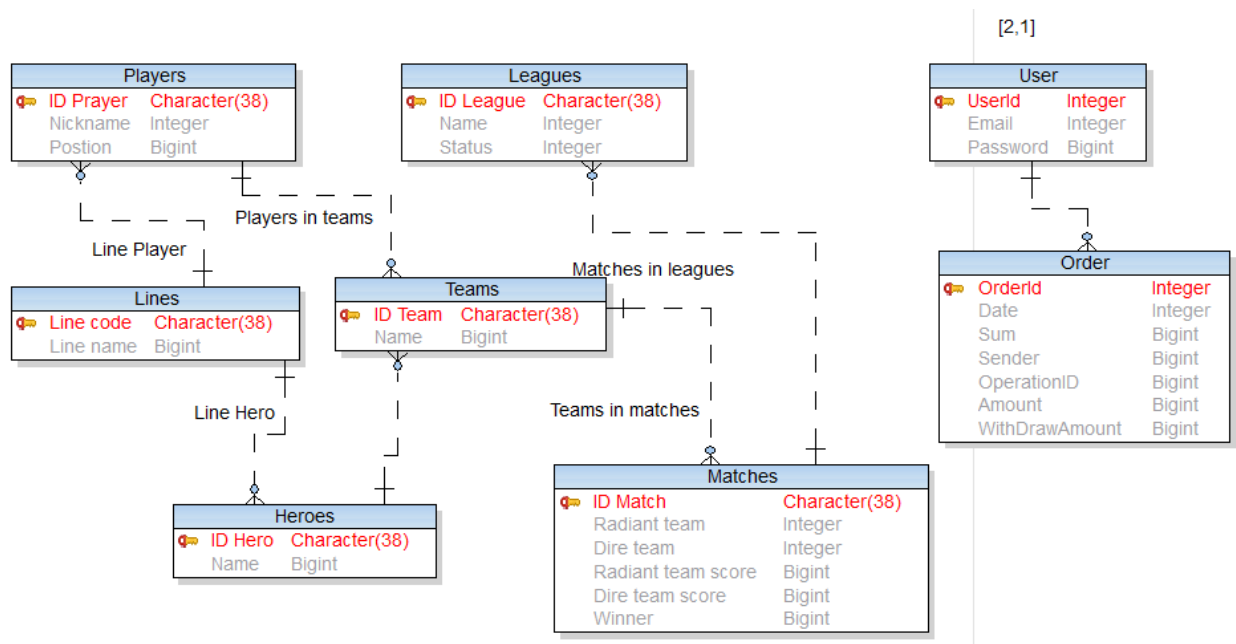 [2,1]
Players
ID Prayer Character(38)
Nickname Integer
Postion Bigint
Leagues
ID League Character(38)
Name Integer
Status Integer
User
UserId Integer
Email Integer
Password Bigint
Players in teams
Line Player
Matches in leagues
Lines
Line code Character(38)
Line name Bigint
Teams
ID Team Character(38)
Name Bigint
Order
OrderId Integer
Date Integer
Sum Bigint
Sender Bigint
OperationID Bigint
Amount Bigint
WithDrawAmount Bigint
Line Hero
Teams in matches
Heroes
ID Hero Character(38)
Name Bigint
Matches
ID Match Character(38)
Radiant team Integer
Dire team Integer
Radiant team score Bigint
Dire team score Bigint
Winner Bigint